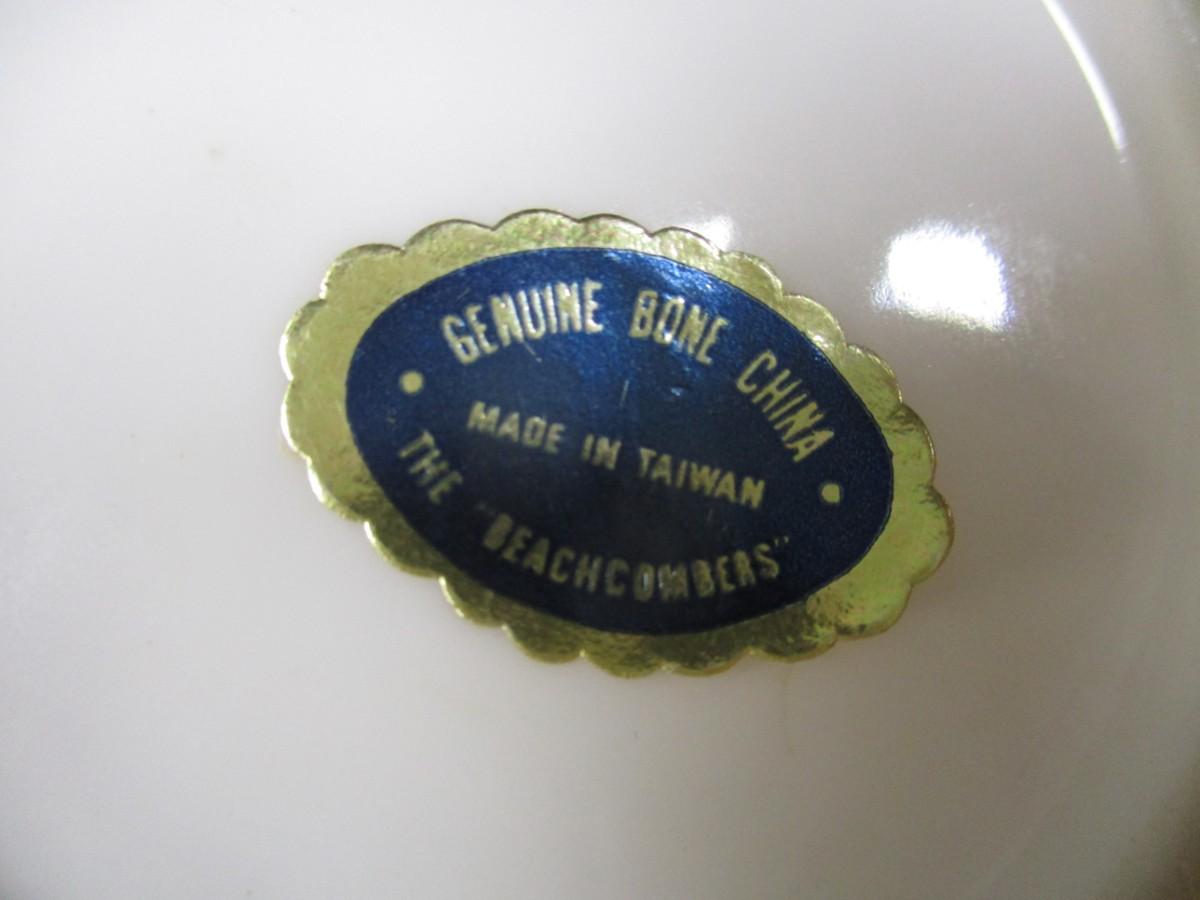 GENUINE BONE CHINA
MADE IN TAIWAN
THE "BEACHCOMBERS"